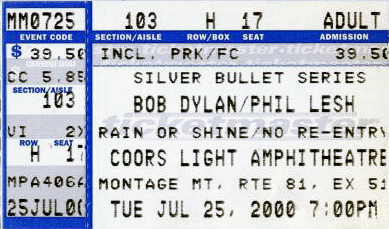 MM0725 103 H 17 ADULT
EVENT CODE SECTION/AISLE ROW/BOX SEAT ADMISSION
$ 39.50 INCL. PRK/FC 39.50
CC 5.85 SILVER BULLET SERIES
SECTION/AISLE
103 BOB DYLAN/PHIL LESH
VI 2X RAIN OR SHINE/NO RE-ENTRY
ROW SEAT
H 17 COORS LIGHT AMPHITHEATRE
MPA406A MONTAGE MT, RTE 81, EX 51
25JUL00 TUE JUL 25, 2000 7:00PM
ticketmaster